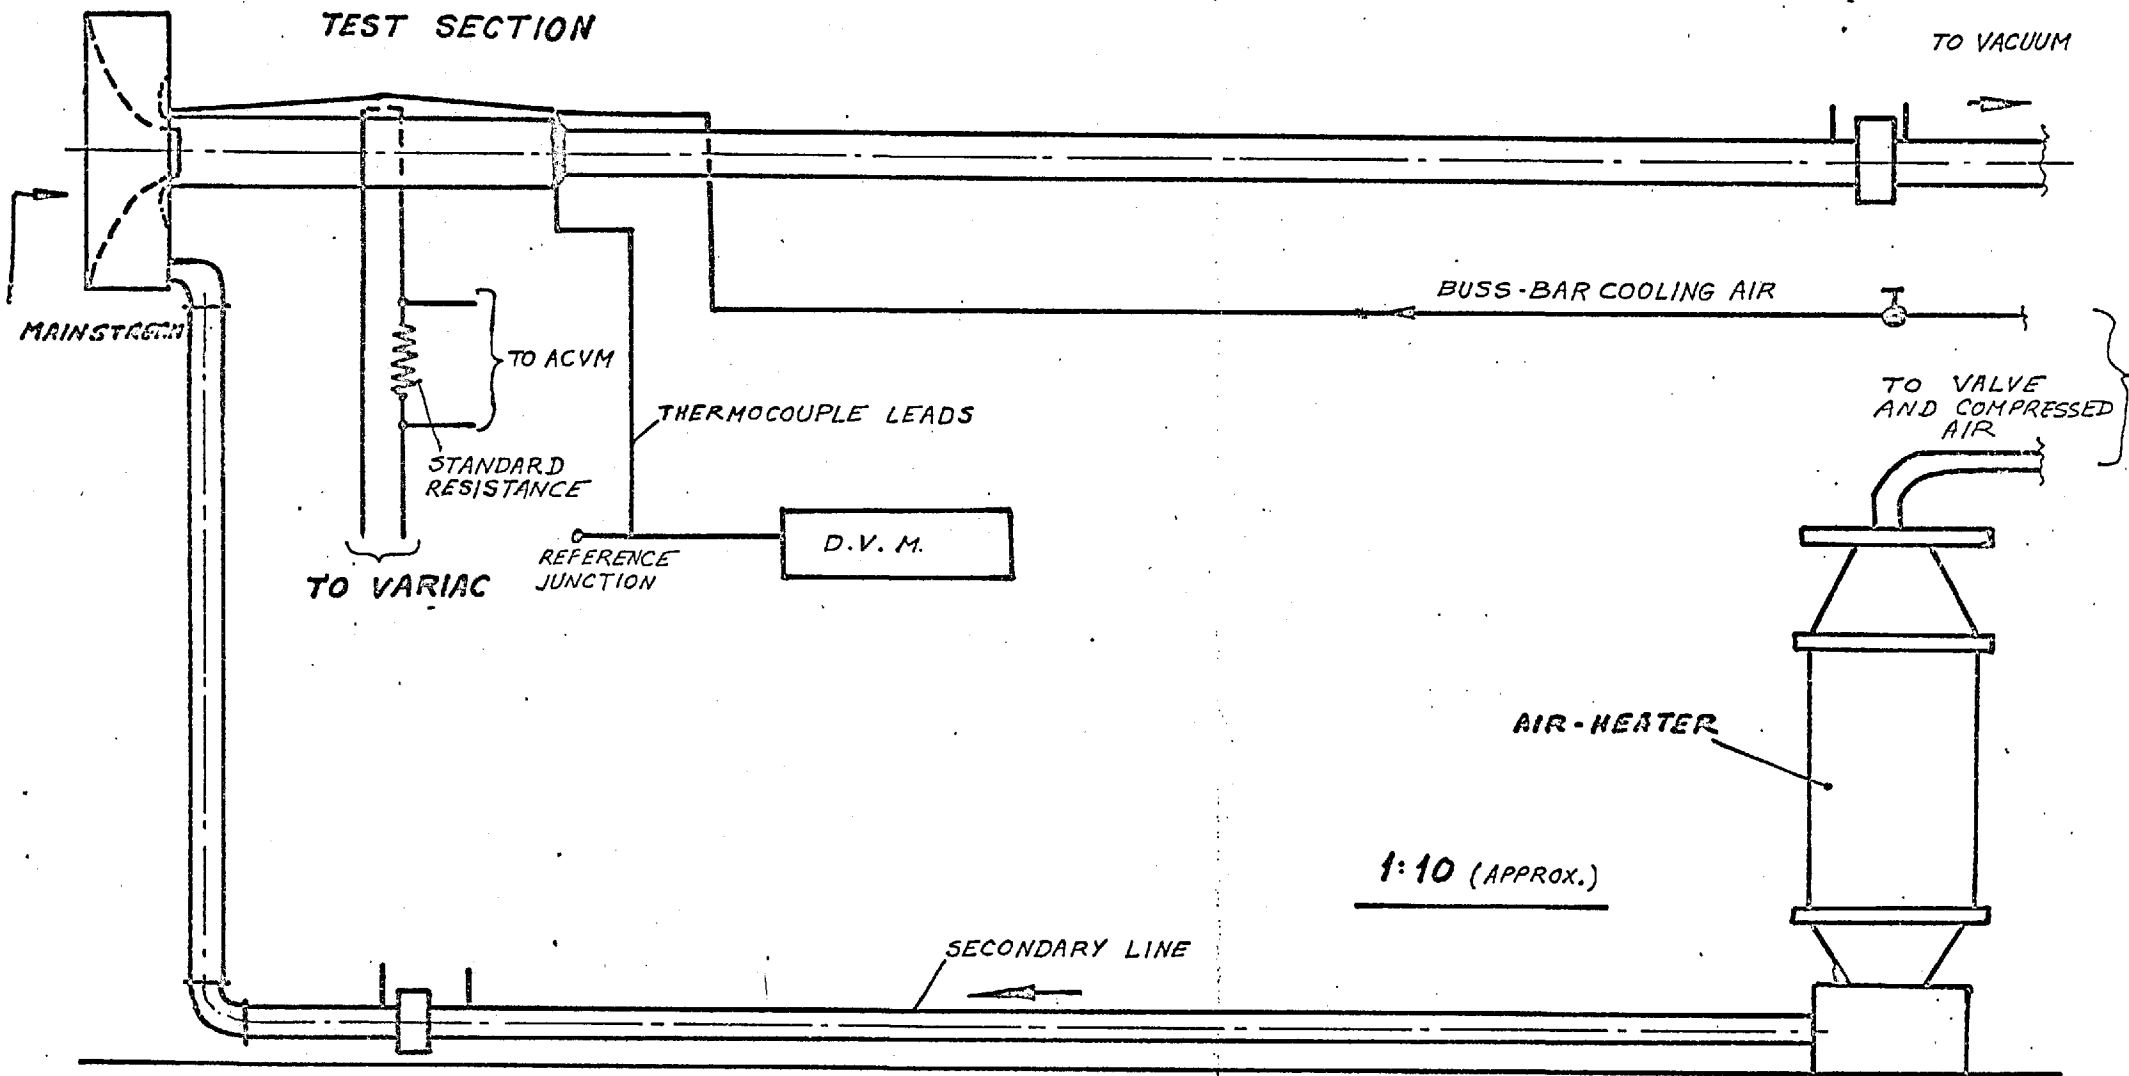 TEST SECTION
TO VACUUM
MAINSTREAM
BUSS-BAR COOLING AIR
TO ACVM
TO VALVE
AND COMPRESSED
AIR
THERMOCOUPLE LEADS
STANDARD
RESISTANCE
D.V.M.
REFERENCE
JUNCTION
TO VARIAC
AIR-HEATER
1:10 (APPROX.)
SECONDARY LINE